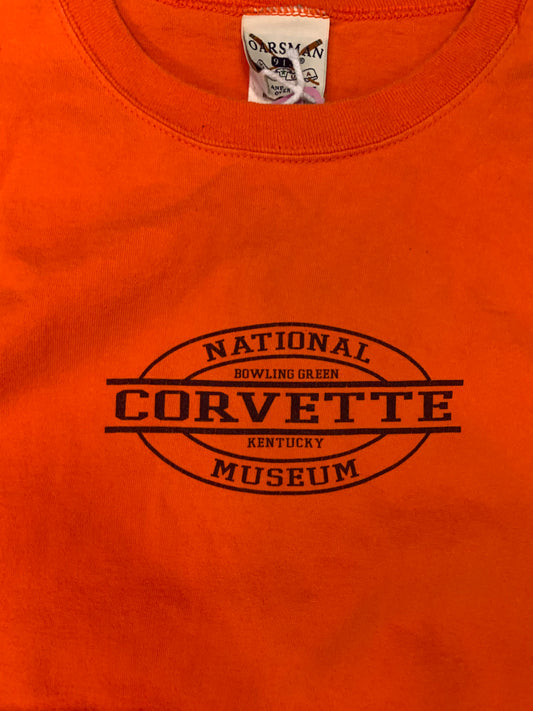 OARSMAN
NATIONAL
BOWLING GREEN
CORVETTE
KENTUCKY
MUSEUM